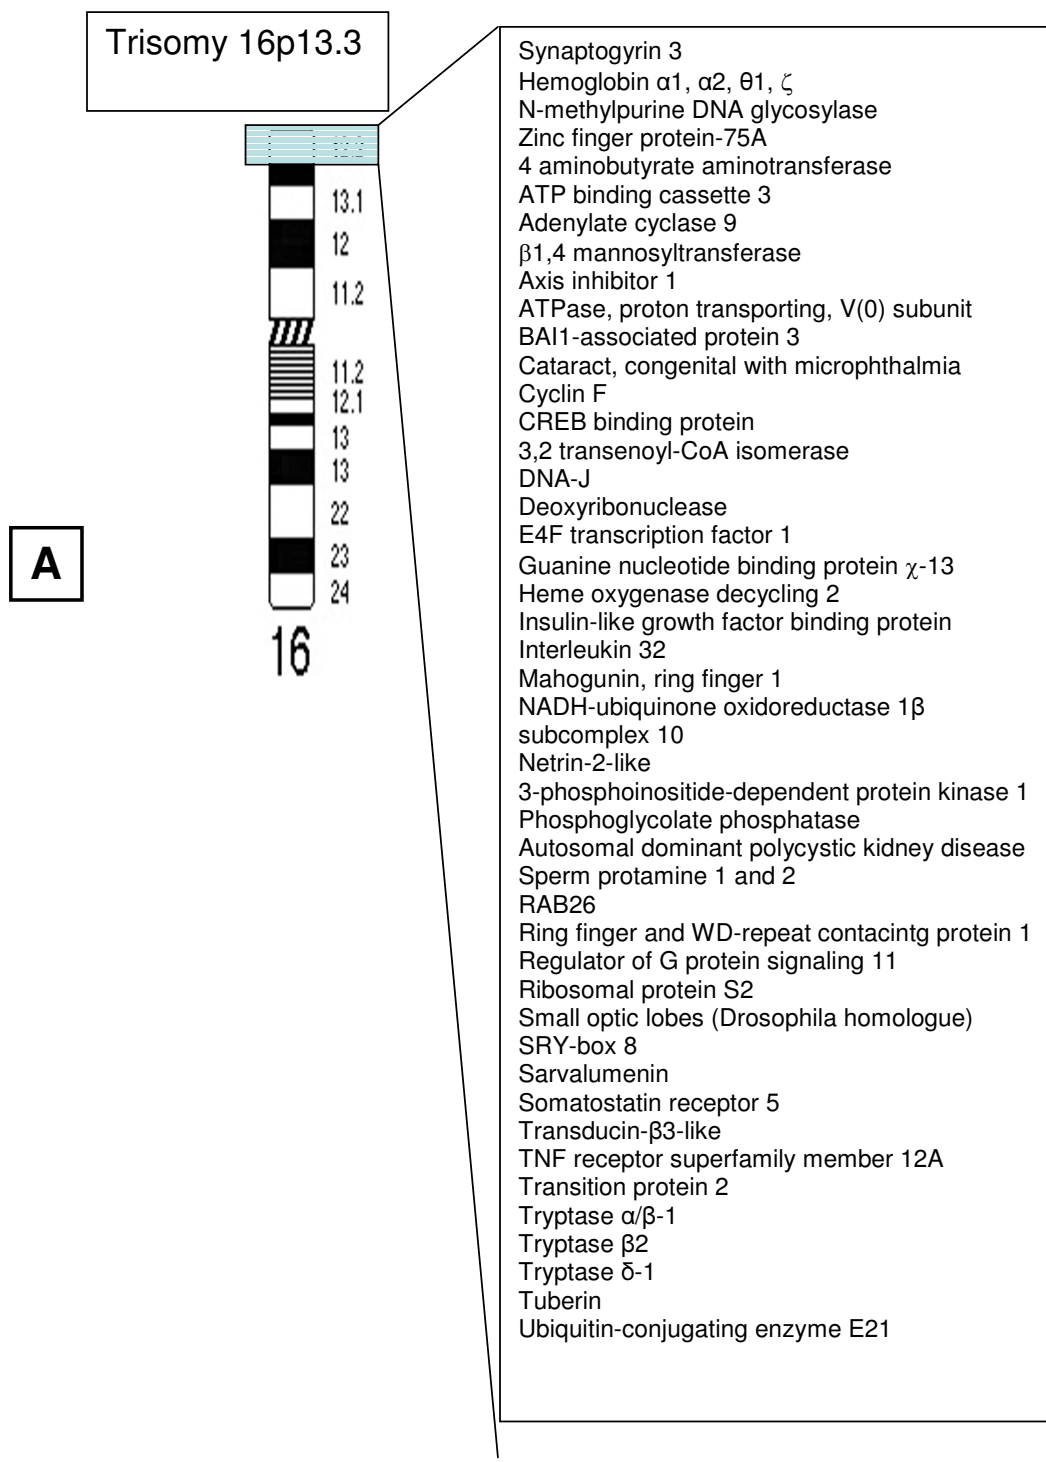 Trisomy 16p13.3
13.1
12
11.2
11.2
12.1
13
13
22
23
24
16
A
Synaptogyrin 3
Hemoglobin α1, α2, θ1, ζ
N-methylpurine DNA glycosylase
Zinc finger protein-75A
4 aminobutyrate aminotransferase
ATP binding cassette 3
Adenylate cyclase 9
β1,4 mannosyltransferase
Axis inhibitor 1
ATPase, proton transporting, V(0) subunit
BAI1-associated protein 3
Cataract, congenital with microphthalmia
Cyclin F
CREB binding protein
3,2 transenoyl-CoA isomerase
DNA-J
Deoxyribonuclease
E4F transcription factor 1
Guanine nucleotide binding protein χ-13
Heme oxygenase decycling 2
Insulin-like growth factor binding protein
Interleukin 32
Mahogunin, ring finger 1
NADH-ubiquinone oxidoreductase 1β
subcomplex 10
Netrin-2-like
3-phosphoinositide-dependent protein kinase 1
Phosphoglycolate phosphatase
Autosomal dominant polycystic kidney disease
Sperm protamine 1 and 2
RAB26
Ring finger and WD-repeat contacintg protein 1
Regulator of G protein signaling 11
Ribosomal protein S2
Small optic lobes (Drosophila homologue)
SRY-box 8
Sarvalumenin
Somatostatin receptor 5
Transducin-β3-like
TNF receptor superfamily member 12A
Transition protein 2
Tryptase α/β-1
Tryptase β2
Tryptase δ-1
Tuberin
Ubiquitin-conjugating enzyme E21